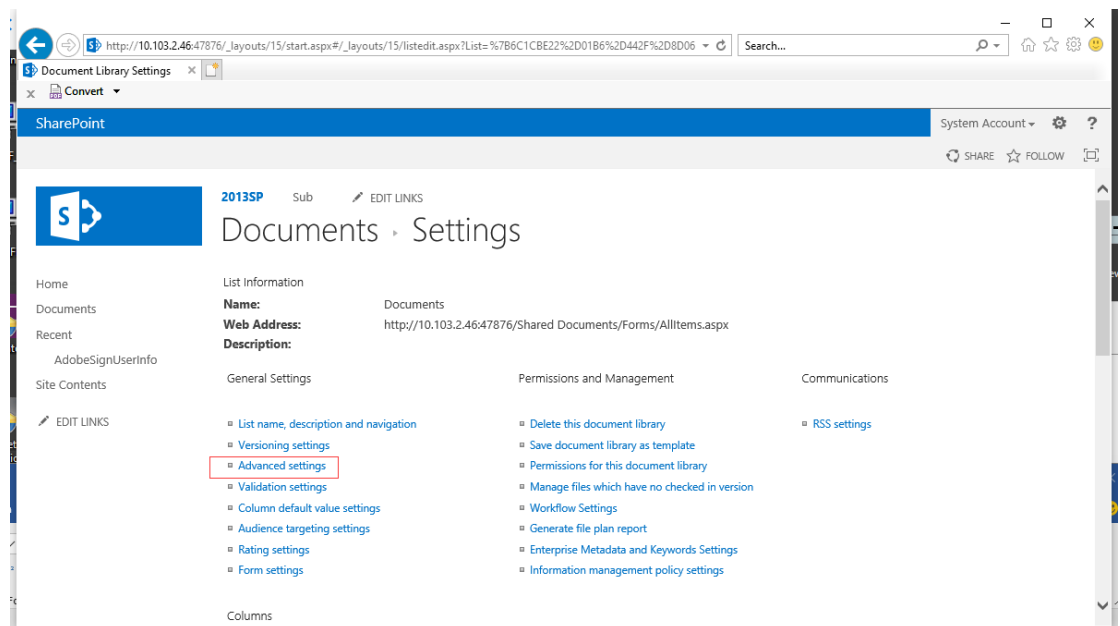 http://10.103.2.46:47876/_layouts/15/start.aspx#/_layouts/15/listedit.aspx?List=%7B6C1CBE22%2D01B6%2D442F%2D8D06
Search...
Document Library Settings
x Convert
SharePoint
System Account
?
SHARE
FOLLOW
S
2013SP
Sub
EDIT LINKS
Documents › Settings
Home
Documents
Recent
AdobeSignUserInfo
Site Contents
EDIT LINKS
List Information
Name: Documents
Web Address: http://10.103.2.46:47876/Shared Documents/Forms/AllItems.aspx
Description:
General Settings
List name, description and navigation
Versioning settings
Advanced settings
Validation settings
Column default value settings
Audience targeting settings
Rating settings
Form settings
Permissions and Management
Delete this document library
Save document library as template
Permissions for this document library
Manage files which have no checked in version
Workflow Settings
Generate file plan report
Enterprise Metadata and Keywords Settings
Information management policy settings
Communications
RSS settings
Columns